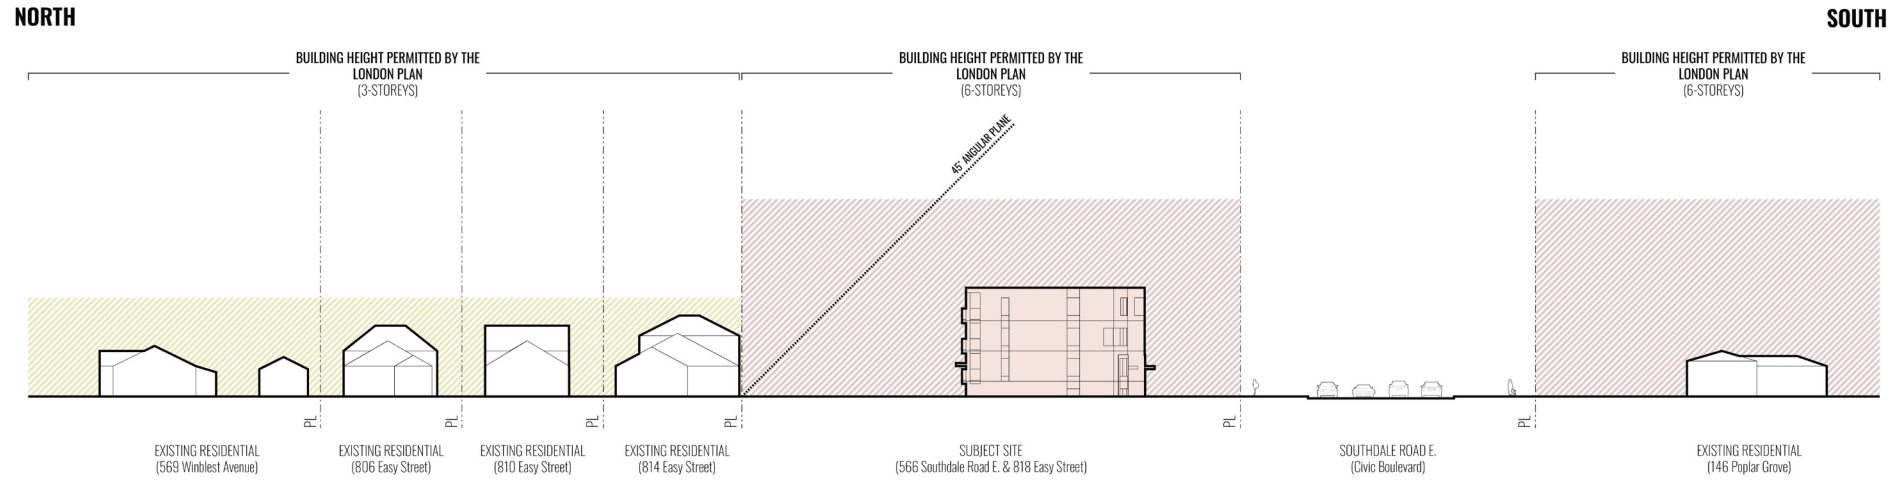 NORTH
SOUTH
BUILDING HEIGHT PERMITTED BY THE
LONDON PLAN
(3-STOREYS)
BUILDING HEIGHT PERMITTED BY THE
LONDON PLAN
(6-STOREYS)
BUILDING HEIGHT PERMITTED BY THE
LONDON PLAN
(6-STOREYS)
45° ANGULAR PLANE
PL
PL
PL
PL
PL
PL
EXISTING RESIDENTIAL
(569 Winblest Avenue)
EXISTING RESIDENTIAL
(806 Easy Street)
EXISTING RESIDENTIAL
(810 Easy Street)
EXISTING RESIDENTIAL
(814 Easy Street)
SUBJECT SITE
(566 Southdale Road E. & 818 Easy Street)
SOUTHDALE ROAD E.
(Civic Boulevard)
EXISTING RESIDENTIAL
(146 Poplar Grove)